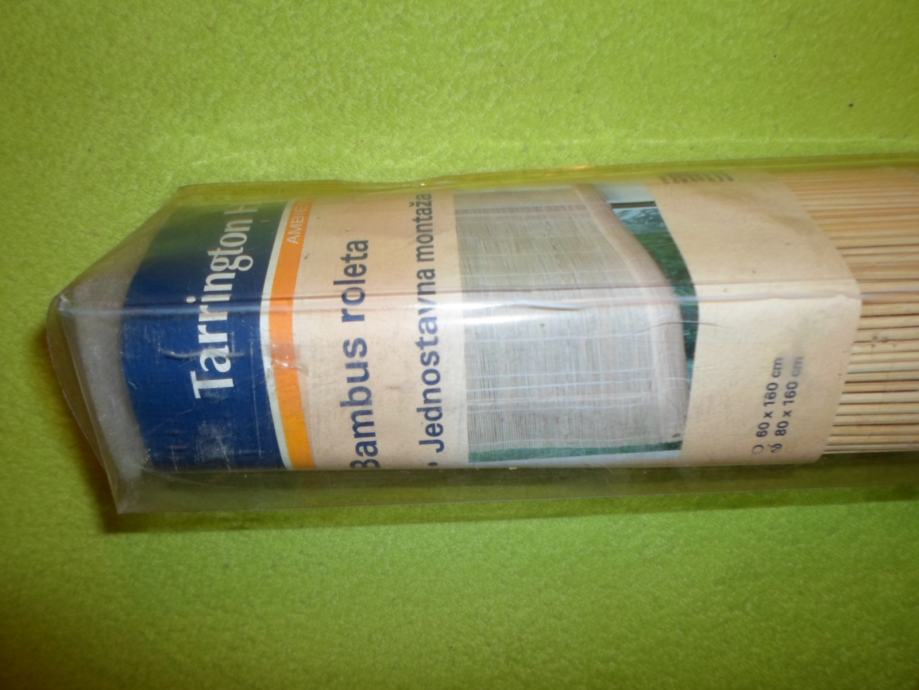 Tarrington H
Bambus roleta
• Jednostavna montaža
60 x 160 cm
80 x 160 cm